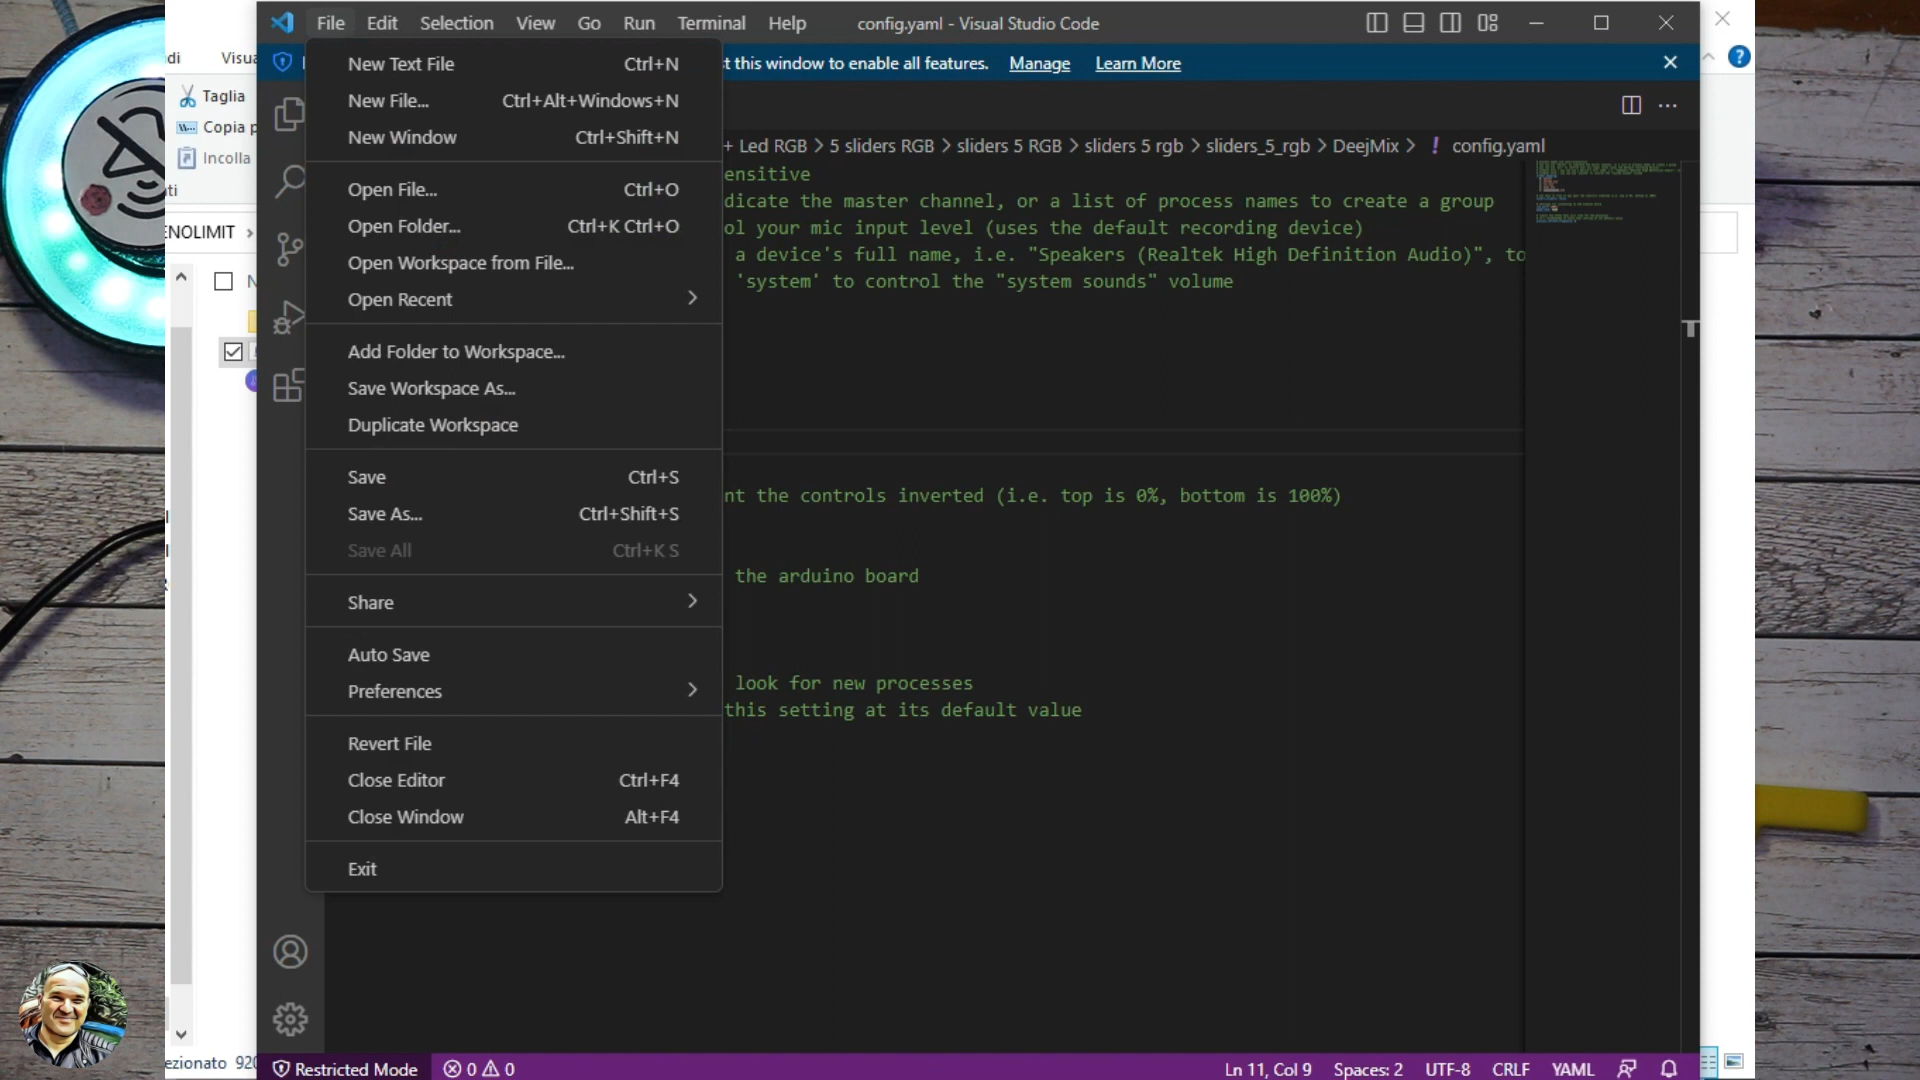 File Edit Selection View Go Run Terminal Help config.yaml - Visual Studio Code
di Visua
t this window to enable all features. Manage Learn More
New Text File Ctrl+N
Taglia
New File... Ctrl+Alt+Windows+N
Copia p
New Window Ctrl+Shift+N
Incolla
+ Led RGB > 5 sliders RGB > sliders 5 RGB > sliders 5 rgb > sliders_5_rgb > DeejMix > ! config.yaml
ensitive
Open File... Ctrl+O
ti
dicate the master channel, or a list of process names to create a group
Open Folder... Ctrl+K Ctrl+O
ol your mic input level (uses the default recording device)
ENOLIMIT >
Open Workspace from File...
a device's full name, i.e. "Speakers (Realtek High Definition Audio)", to
N
'system' to control the "system sounds" volume
Open Recent >
Add Folder to Workspace...
Save Workspace As...
Duplicate Workspace
Save Ctrl+S
nt the controls inverted (i.e. top is 0%, bottom is 100%)
Save As... Ctrl+Shift+S
Save All Ctrl+K S
the arduino board
Share >
Auto Save
Preferences >
look for new processes
this setting at its default value
Revert File
Close Editor Ctrl+F4
Close Window Alt+F4
Exit
ezionato 920
Restricted Mode 0 0 Ln 11, Col 9 Spaces: 2 UTF-8 CRLF YAML